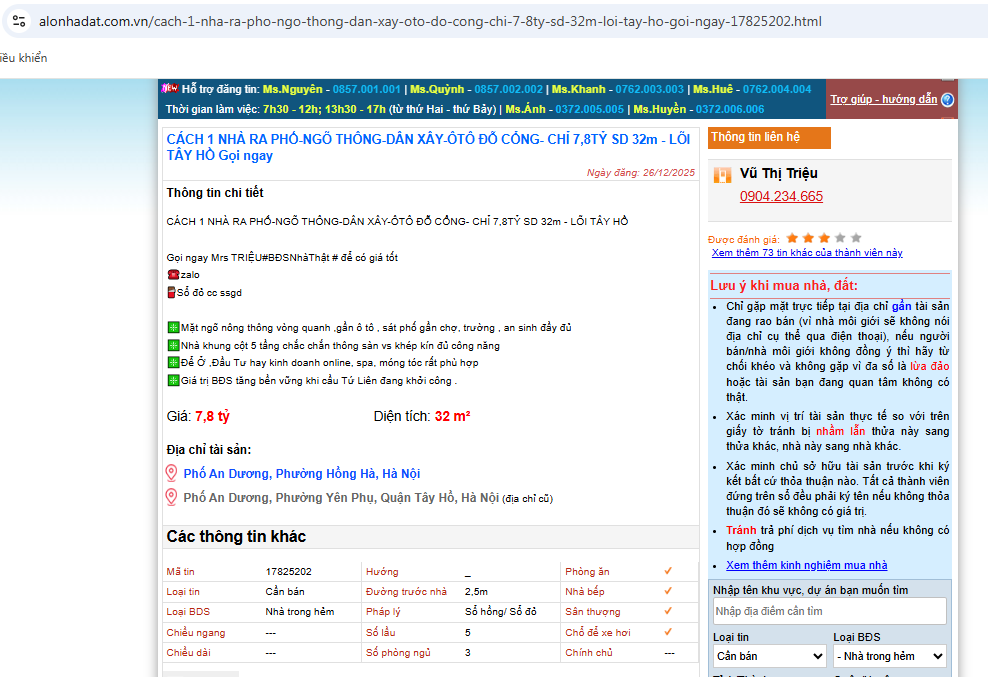 alonhadat.com.vn/cach-1-nha-ra-pho-ngo-thong-dan-xay-oto-do-cong-chi-7-8ty-sd-32m-loi-tay-ho-goi-ngay-17825202.html
iều khiển
Hỗ trợ đăng tin: Ms.Nguyên - 0857.001.001 | Ms.Quỳnh - 0857.002.002 | Ms.Khanh - 0762.003.003 | Ms.Huê - 0762.004.004
Thời gian làm việc: 7h30 - 12h; 13h30 - 17h (từ thứ Hai - thứ Bảy) | Ms.Ánh - 0372.005.005 | Ms.Huyền - 0372.006.006
Trợ giúp - hướng dẫn
CÁCH 1 NHÀ RA PHỐ-NGÕ THÔNG-DÂN XÂY-ÔTÔ ĐỖ CỔNG- CHỈ 7,8TỶ SD 32m - LÕI
TÂY HỒ Gọi ngay
Ngày đăng: 26/12/2025
Thông tin chi tiết
CÁCH 1 NHÀ RA PHỐ-NGÕ THÔNG-DÂN XÂY-ÔTÔ ĐỖ CỔNG- CHỈ 7,8TỶ SD 32m - LÕI TÂY HỒ
Gọi ngay Mrs TRIỆU#BĐSNhàThật # để có giá tốt
zalo
Sổ đỏ cc ssgd
Mặt ngõ nông thông vòng quanh ,gần ô tô , sát phố gần chợ, trường , an sinh đầy đủ
Nhà khung cột 5 tầng chắc chắn thông sàn vs khép kín đủ công năng
Để Ở ,Đầu Tư hay kinh doanh online, spa, móng tóc rất phù hợp
Giá trị BĐS tăng bền vững khi cầu Tứ Liên đang khởi công .
Giá: 7,8 tỷ Diện tích: 32 m²
Địa chỉ tài sản:
Phố An Dương, Phường Hồng Hà, Hà Nội
Phố An Dương, Phường Yên Phụ, Quận Tây Hồ, Hà Nội (địa chỉ cũ)
Các thông tin khác
Mã tin 17825202 Hướng _ Phòng ăn ✓
Loại tin Cần bán Đường trước nhà 2,5m Nhà bếp ✓
Loại BDS Nhà trong hẻm Pháp lý Sổ hồng/ Sổ đỏ Sân thượng ✓
Chiều ngang --- Số lầu 5 Chổ để xe hơi ✓
Chiều dài --- Số phòng ngủ 3 Chính chủ ---
Thông tin liên hệ
Vũ Thị Triệu
0904.234.665
Được đánh giá:
Xem thêm 73 tin khác của thành viên này
Lưu ý khi mua nhà, đất:
• Chỉ gặp mặt trực tiếp tại địa chỉ gần tài sản
đang rao bán (vì nhà môi giới sẽ không nói
địa chỉ cụ thể qua điện thoại), nếu người
bán/nhà môi giới không đồng ý thì hãy từ
chối khéo và không gặp vì đa số là lừa đảo
hoặc tài sản bạn đang quan tâm không có
thật.
• Xác minh vị trí tài sản thực tế so với trên
giấy tờ tránh bị nhầm lẫn thửa này sang
thửa khác, nhà này sang nhà khác.
• Xác minh chủ sở hữu tài sản trước khi ký
kết bất cứ thỏa thuận nào. Tất cả thành viên
đứng trên sổ đều phải ký tên nếu không thỏa
thuận đó sẽ không có giá trị.
• Tránh trả phí dịch vụ tìm nhà nếu không có
hợp đồng
• Xem thêm kinh nghiệm mua nhà
Nhập tên khu vực, dự án bạn muốn tìm
Nhập địa điểm cần tìm
Loại tin Loại BĐS
Cần bán - Nhà trong hẻm